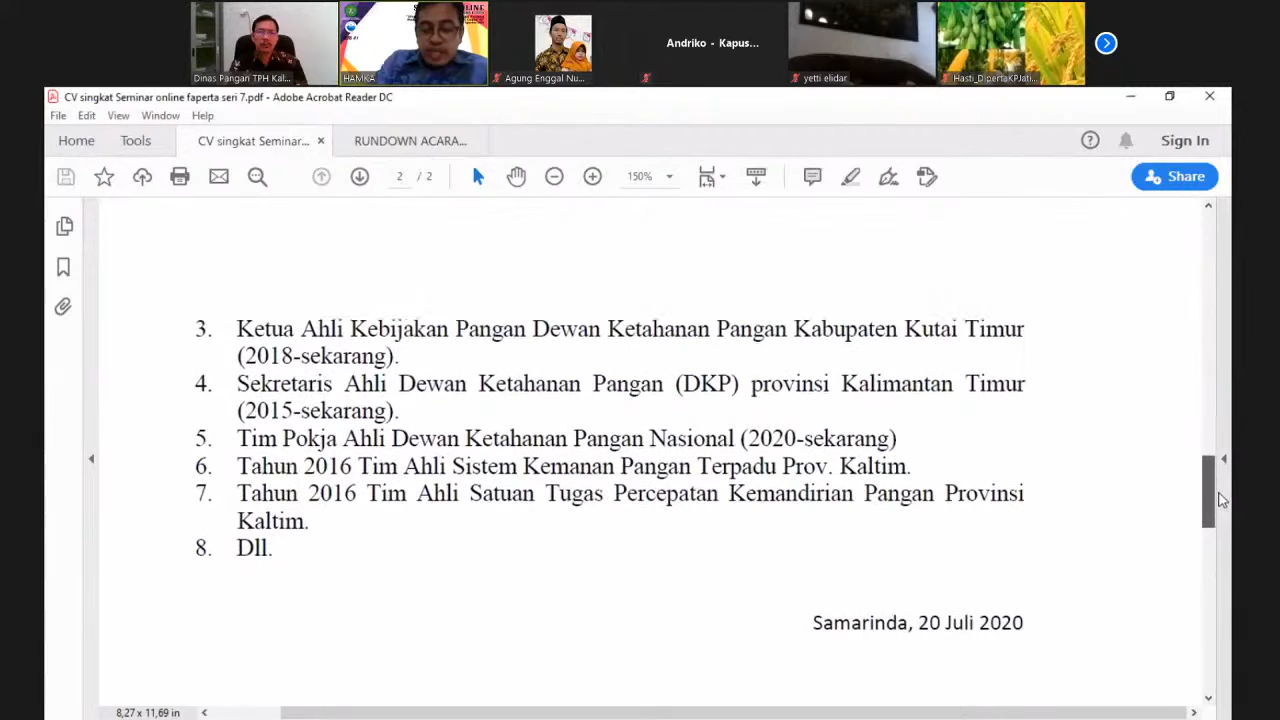 Andriko - Kapus...
Dinas Pangan TPH Kal...
HAMKA
Agung Enggal Nu...
yetti elidar
Hasti_DipertaKPJati...
CV singkat Seminar online faperta seri 7.pdf - Adobe Acrobat Reader DC
File Edit View Window Help
Home Tools CV singkat Seminar... × RUNDOWN ACARA... Sign In
2 / 2 150% Share
3. Ketua Ahli Kebijakan Pangan Dewan Ketahanan Pangan Kabupaten Kutai Timur
(2018-sekarang).
4. Sekretaris Ahli Dewan Ketahanan Pangan (DKP) provinsi Kalimantan Timur
(2015-sekarang).
5. Tim Pokja Ahli Dewan Ketahanan Pangan Nasional (2020-sekarang)
6. Tahun 2016 Tim Ahli Sistem Kemanan Pangan Terpadu Prov. Kaltim.
7. Tahun 2016 Tim Ahli Satuan Tugas Percepatan Kemandirian Pangan Provinsi
Kaltim.
8. Dll.
Samarinda, 20 Juli 2020
8,27 x 11,69 in